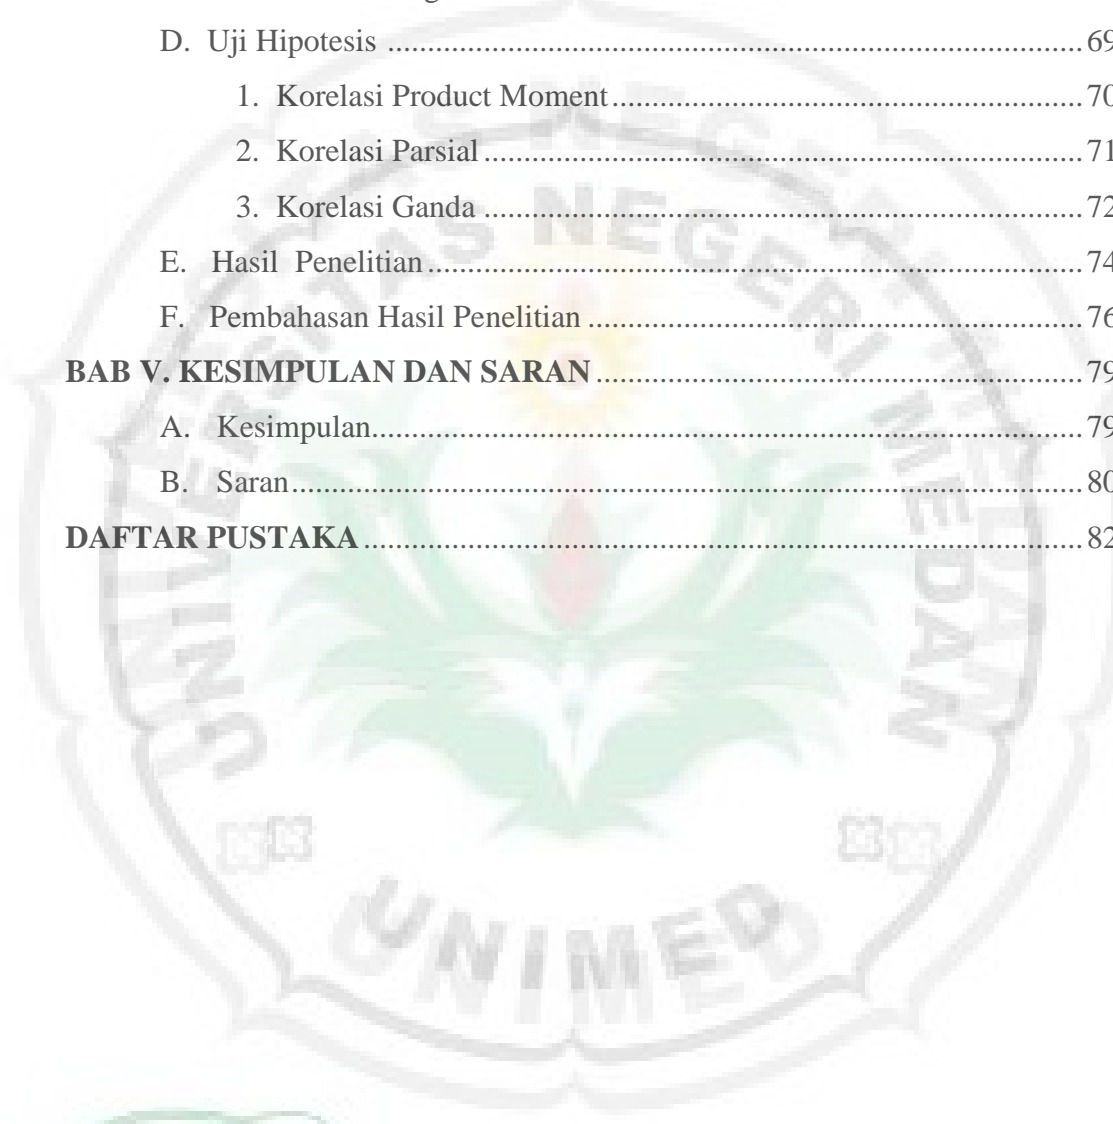 D. Uji Hipotesis ........................................ 69
1. Korelasi Product Moment ........................................ 70
2. Korelasi Parsial ........................................ 71
3. Korelasi Ganda ........................................ 72
E. Hasil Penelitian ........................................ 74
F. Pembahasan Hasil Penelitian ........................................ 76
BAB V. KESIMPULAN DAN SARAN ........................................ 79
A. Kesimpulan ........................................ 79
B. Saran ........................................ 80
DAFTAR PUSTAKA ........................................ 82
UNIVERSITAS NEGERI MEDAN
UNIMED